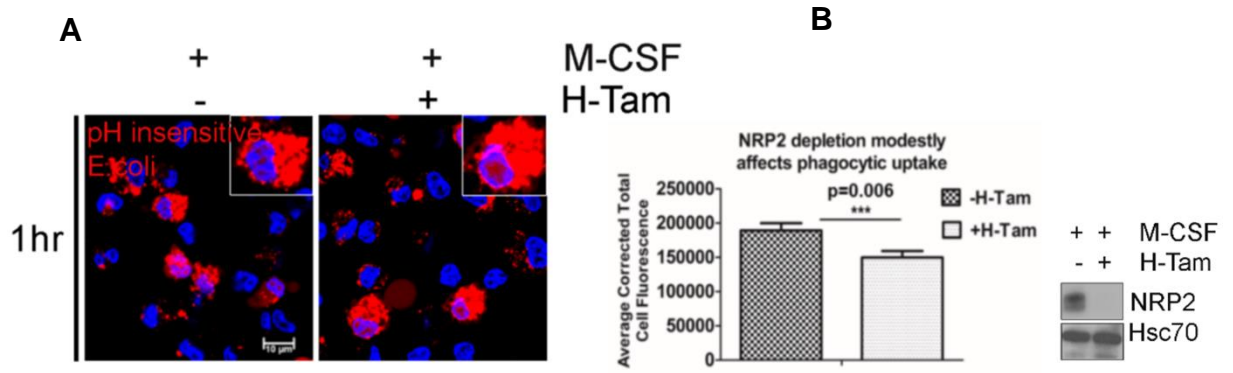 A
B
+ + M-CSF
- + H-Tam
pH insensitive
E.coli
1hr
10 µm
NRP2 depletion modestly
affects phagocytic uptake
p=0.006
***
Average Corrected Total
Cell Fluorescence
250000
200000
150000
100000
50000
0
-H-Tam
+H-Tam
+ + M-CSF
- + H-Tam
NRP2
Hsc70